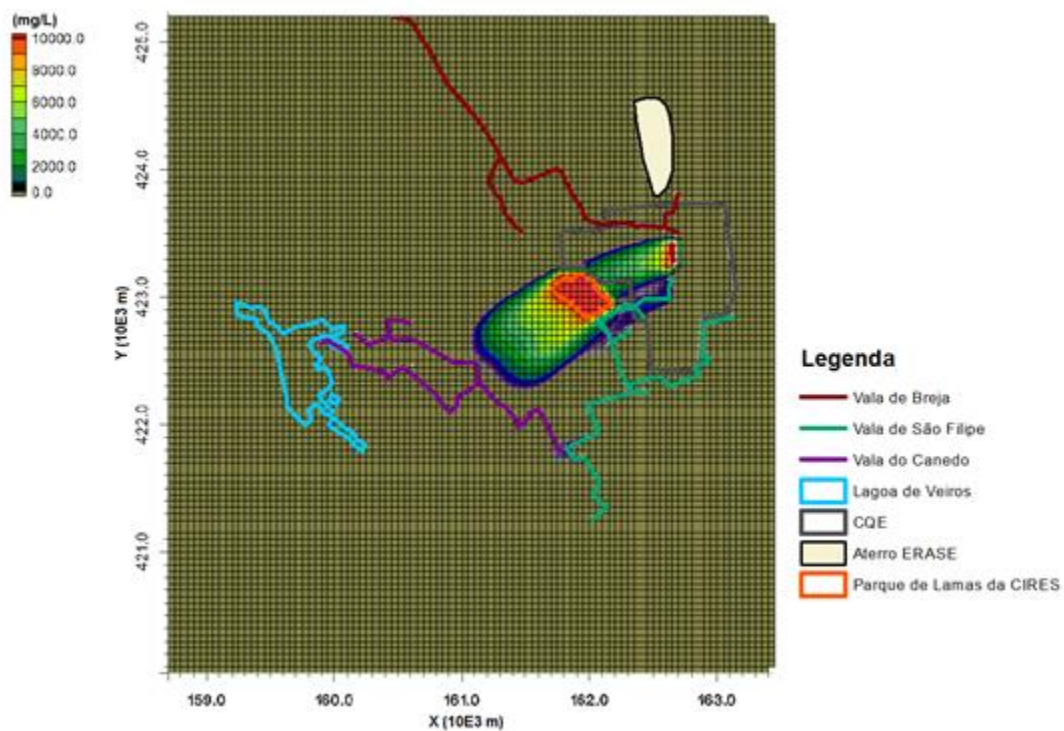 (mg/L)
10000.0
8000.0
6000.0
4000.0
2000.0
0.0
425.0
424.0
423.0
422.0
421.0
Y (10E3 m)
159.0
160.0
161.0
162.0
163.0
X (10E3 m)
Legenda
Vala de Breja
Vala de São Filipe
Vala do Canedo
Lagoa de Veiros
CQE
Aterro ERASE
Parque de Lamas da CIRES